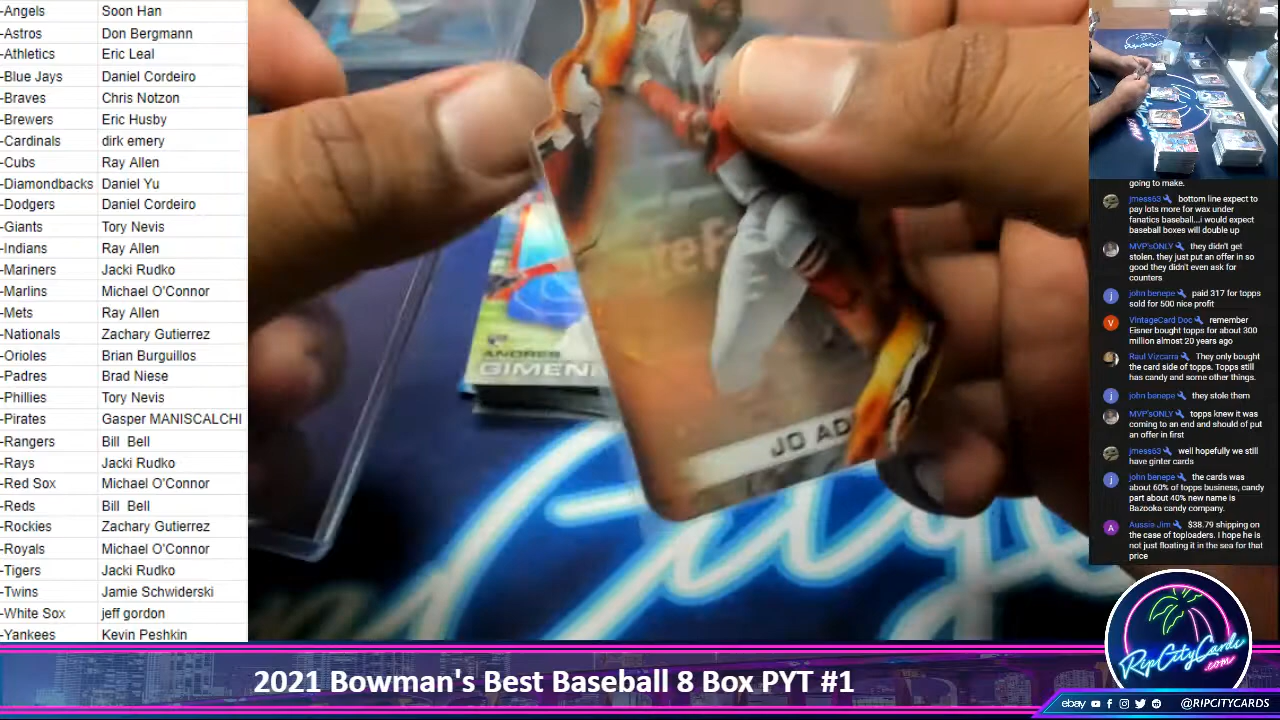 -Angels Soon Han
-Astros Don Bergmann
-Athletics Eric Leal
-Blue Jays Daniel Cordeiro
-Braves Chris Notzon
-Brewers Eric Husby
-Cardinals dirk emery
-Cubs Ray Allen
-Diamondbacks Daniel Yu
-Dodgers Daniel Cordeiro
-Giants Tory Nevis
-Indians Ray Allen
-Mariners Jacki Rudko
-Marlins Michael O'Connor
-Mets Ray Allen
-Nationals Zachary Gutierrez
-Orioles Brian Burguillos
-Padres Brad Niese
-Phillies Tory Nevis
-Pirates Gasper MANISCALCHI
-Rangers Bill Bell
-Rays Jacki Rudko
-Red Sox Michael O'Connor
-Reds Bill Bell
-Rockies Zachary Gutierrez
-Royals Michael O'Connor
-Tigers Jacki Rudko
-Twins Jamie Schwiderski
-White Sox jeff gordon
-Yankees Kevin Peshkin
ANDRES
GIMEN
JO AD
going to make.
jmess63 bottom line expect to
pay lots more for wax under
fanatics baseball...i would expect
baseball boxes will double up
MVP'sONLY they didn't get
stolen. they just put an offer in so
good they didn't even ask for
counters
john benepe paid 317 for topps
sold for 500 nice profit
VintageCard Doc remember
Eisner bought topps for about 300
million almost 20 years ago
Raul Vizcarra They only bought
the card side of topps. Topps still
has candy and some other things.
john benepe they stole them
MVP'sONLY topps knew it was
coming to an end and should of put
an offer in first
jmess63 well hopefully we still
have ginter cards
john benepe the cards was
about 60% of topps business, candy
part about 40% new name is
Bazooka candy company.
Aussie Jim $38.79 shipping on
the case of toploaders. I hope he is
not just floating it in the sea for that
price
RipCityCards
.com
2021 Bowman's Best Baseball 8 Box PYT #1
ebay @RIPCITYCARDS